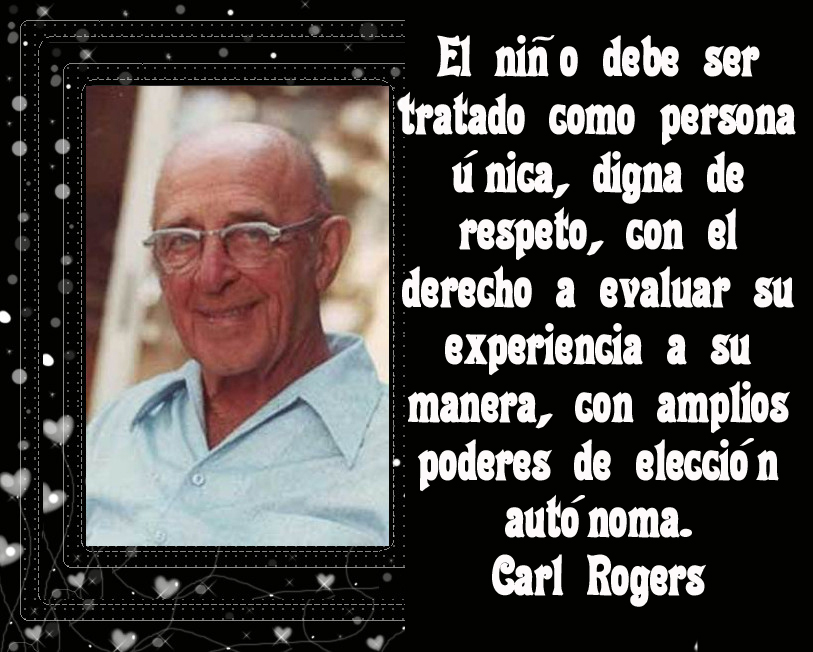 El niño debe ser
tratado como persona
única, digna de
respeto, con el
derecho a evaluar su
experiencia a su
manera, con amplios
poderes de elección
autónoma.
Carl Rogers